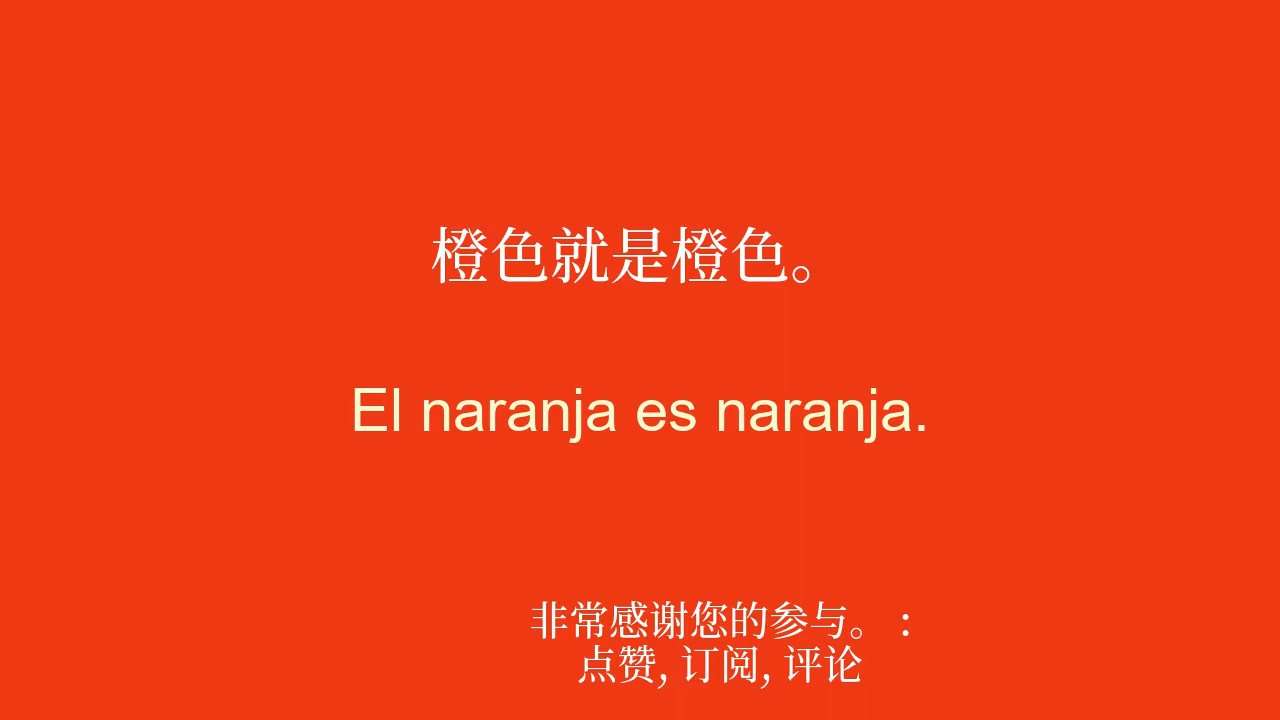 橙色就是橙色。
El naranja es naranja.
非常感谢您的参与。 :
点赞, 订阅, 评论